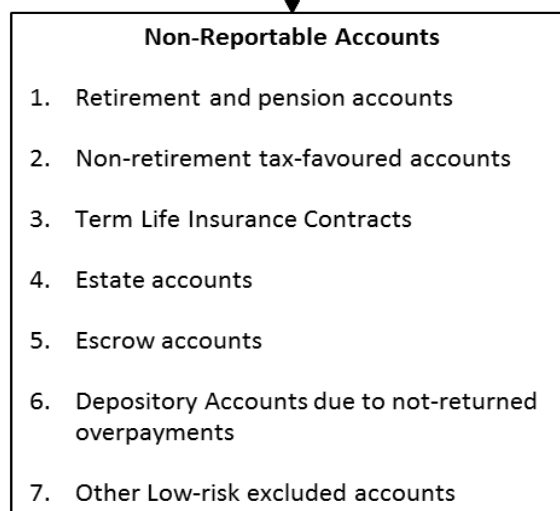 Non-Reportable Accounts
1. Retirement and pension accounts
2. Non-retirement tax-favoured accounts
3. Term Life Insurance Contracts
4. Estate accounts
5. Escrow accounts
6. Depository Accounts due to not-returned
overpayments
7. Other Low-risk excluded accounts